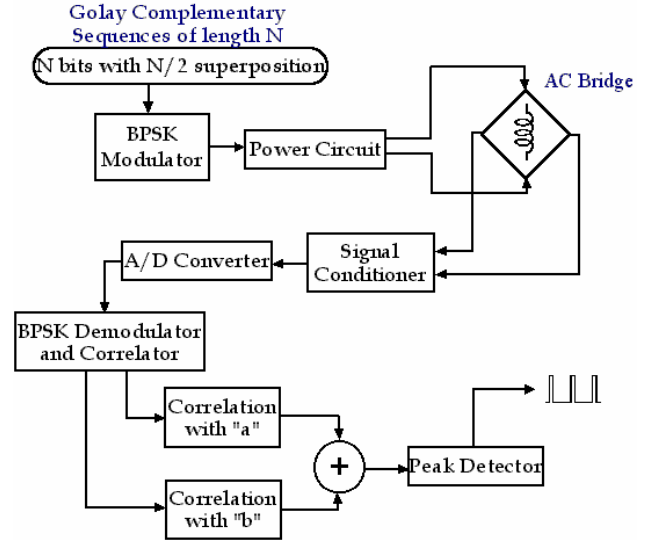 Golay Complementary
Sequences of length N
N bits with N/2 superposition
AC Bridge
BPSK
Modulator
Power Circuit
A/D Converter
Signal
Conditioner
BPSK Demodulator
and Correlator
Correlation
with "a"
+
Peak Detector
Correlation
with "b"